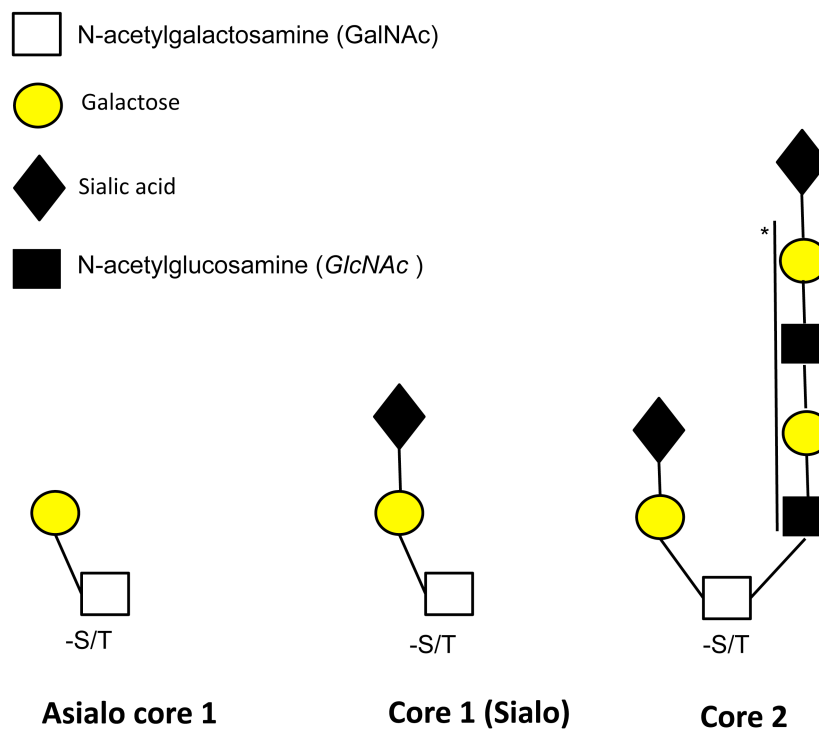 N-acetylgalactosamine (GalNAc)
Galactose
Sialic acid
N-acetylglucosamine (GlcNAc )
*
-S/T
-S/T
-S/T
Asialo core 1
Core 1 (Sialo)
Core 2